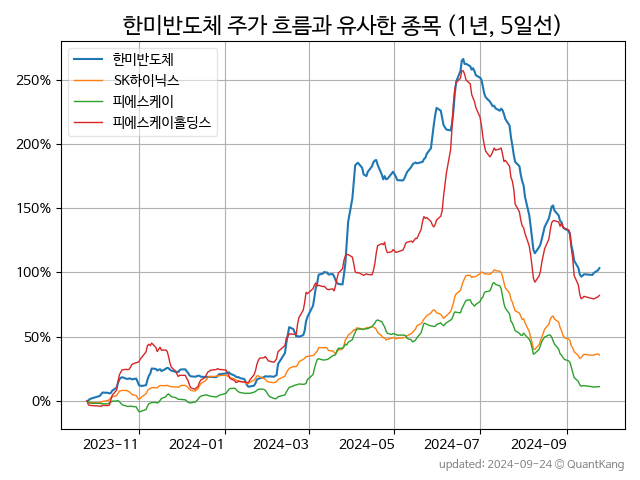 한미반도체 주가 흐름과 유사한 종목 (1년, 5일선)
한미반도체
SK하이닉스
피에스케이
피에스케이홀딩스
250%
200%
150%
100%
50%
0%
2023-11 2024-01 2024-03 2024-05 2024-07 2024-09
updated: 2024-09-24 © QuantKang